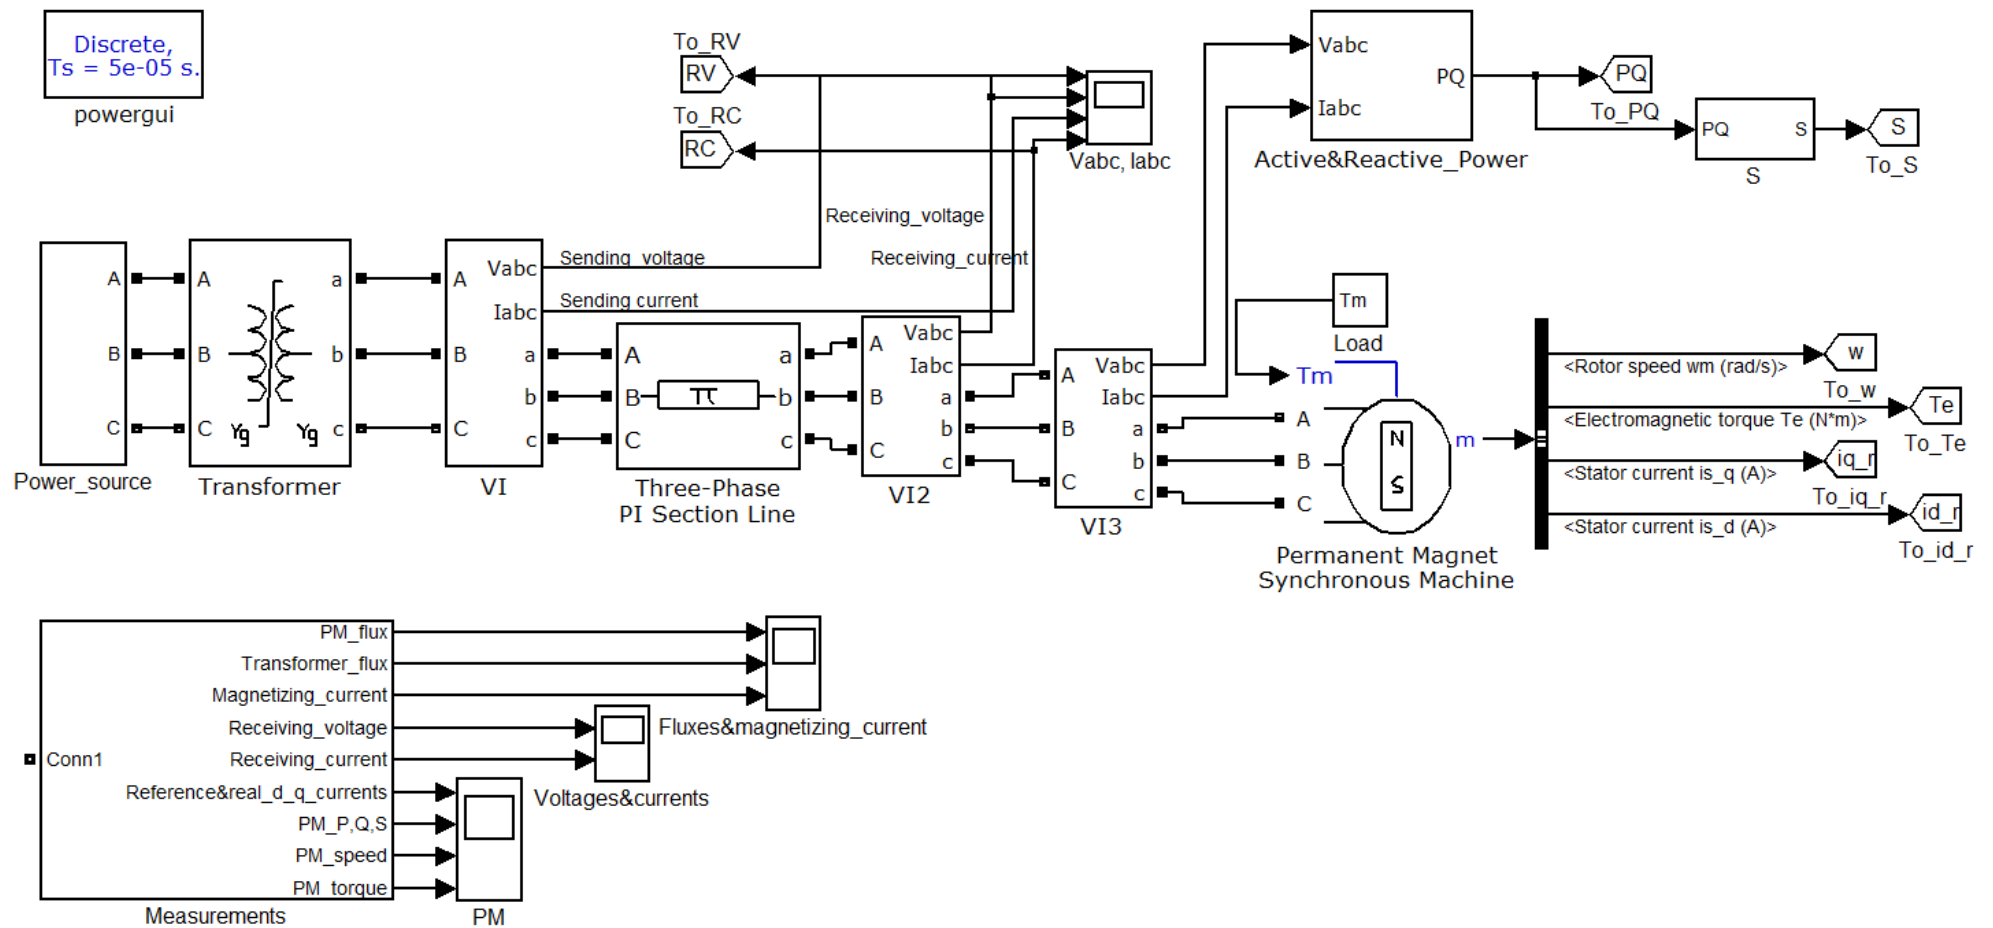 Discrete,
Ts = 5e-05 s.
powergui
To_RV
RV
To_RC
RC
Vabc, Iabc
Vabc
Iabc
PQ
Active&Reactive_Power
PQ
To_PQ
PQ S
S
S
To_S
Receiving_voltage
Receiving_current
Sending_voltage
Sending current
A
B
C
Power_source
A a
B b
C c
Yg Yg
Transformer
A Vabc
Iabc
B a
b
C c
VI
A a
B π b
C c
Three-Phase
PI Section Line
Vabc
A
Iabc
B a
b
C c
VI2
Vabc
A
Iabc
B a
b
C c
VI3
Tm
Load
Tm
A
B
C
N
S
m
Permanent Magnet
Synchronous Machine
<Rotor speed wm (rad/s)>
w
To_w
<Electromagnetic torque Te (N*m)>
Te
To_Te
<Stator current is_q (A)>
iq_r
To_iq_r
<Stator current is_d (A)>
id_r
To_id_r
Conn1
PM_flux
Transformer_flux
Magnetizing_current
Receiving_voltage
Receiving_current
Reference&real_d_q_currents
PM_P,Q,S
PM_speed
PM_torque
Measurements
Fluxes&magnetizing_current
Voltages&currents
PM